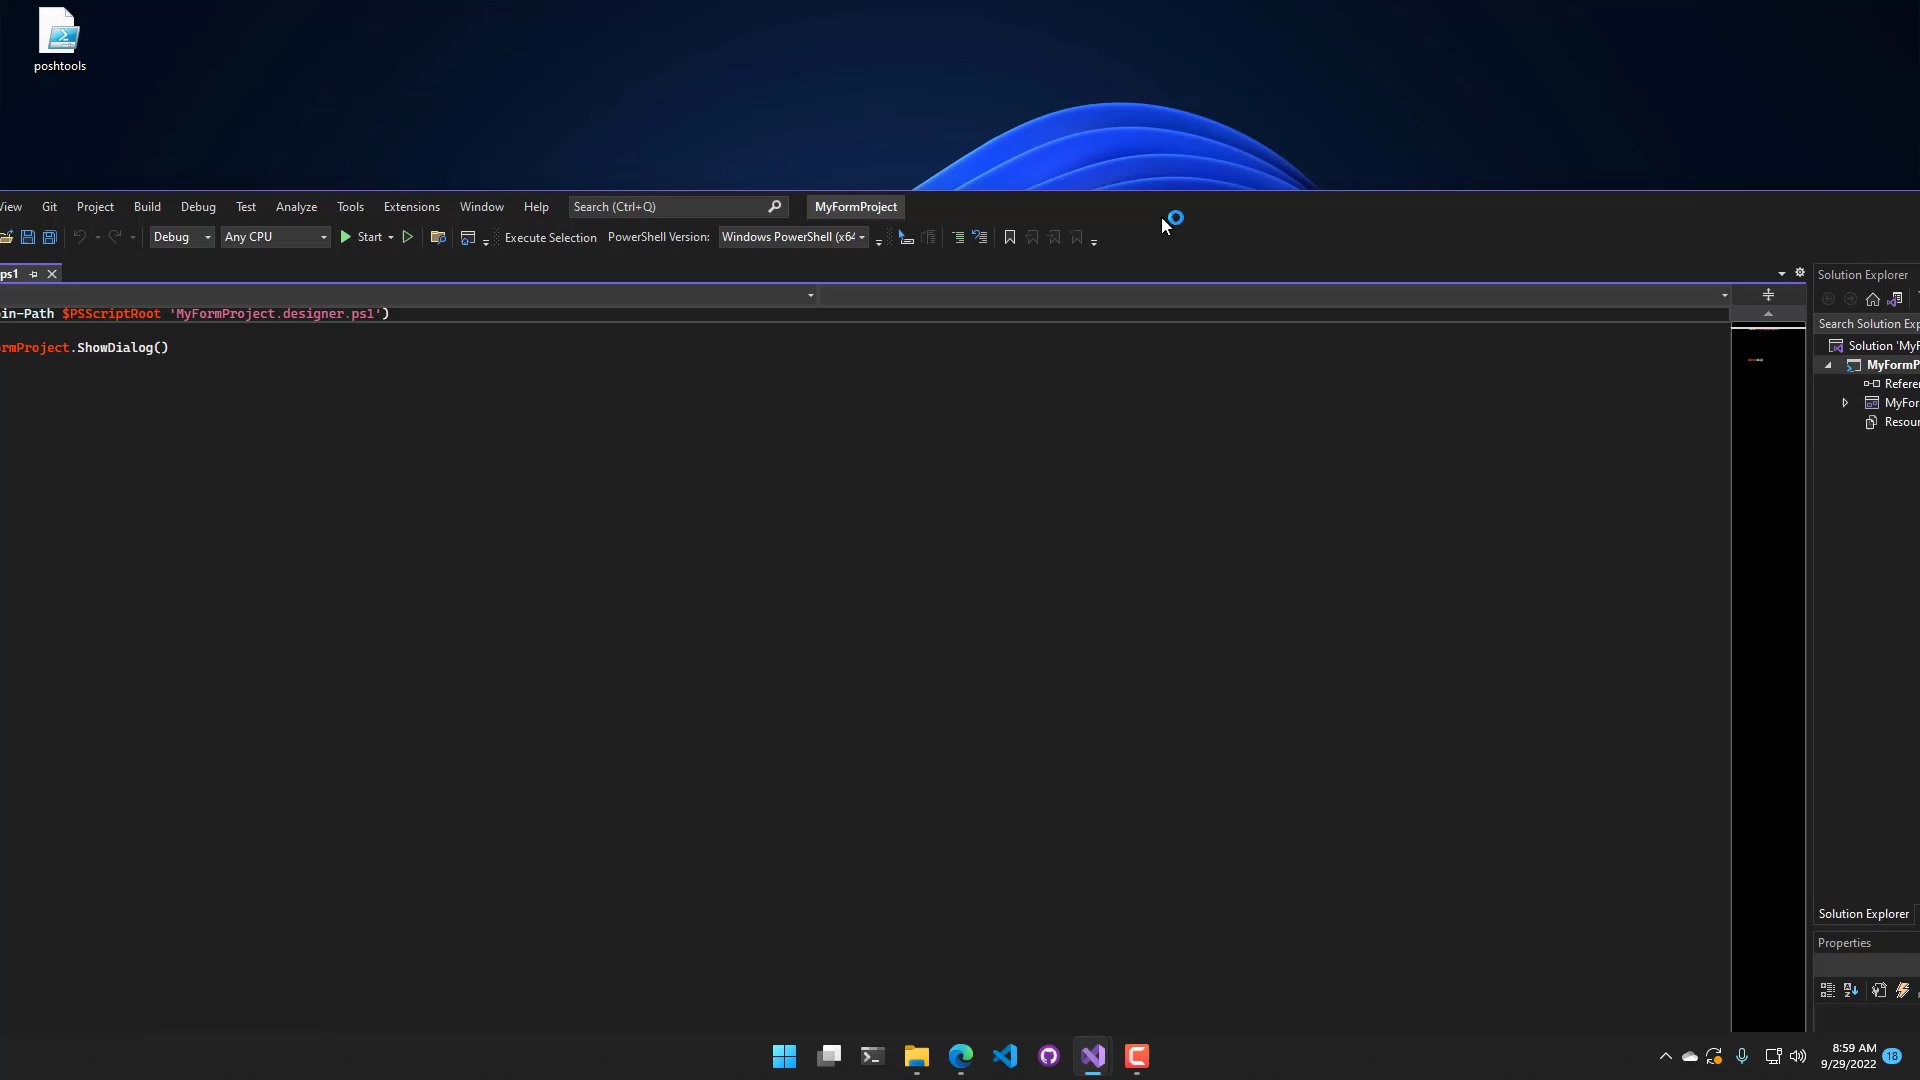 poshtools
View Git Project Build Debug Test Analyze Tools Extensions Window Help Search (Ctrl+Q) MyFormProject
Debug Any CPU Start Execute Selection PowerShell Version: Windows PowerShell (x64
ps1
Solution Explorer
in-Path $PSScriptRoot 'MyFormProject.designer.ps1')
Search Solution Exp
rmProject.ShowDialog()
Solution 'MyF
MyFormP
Refere
MyFor
Resour
Solution Explorer
Properties
8:59 AM
9/29/2022
18